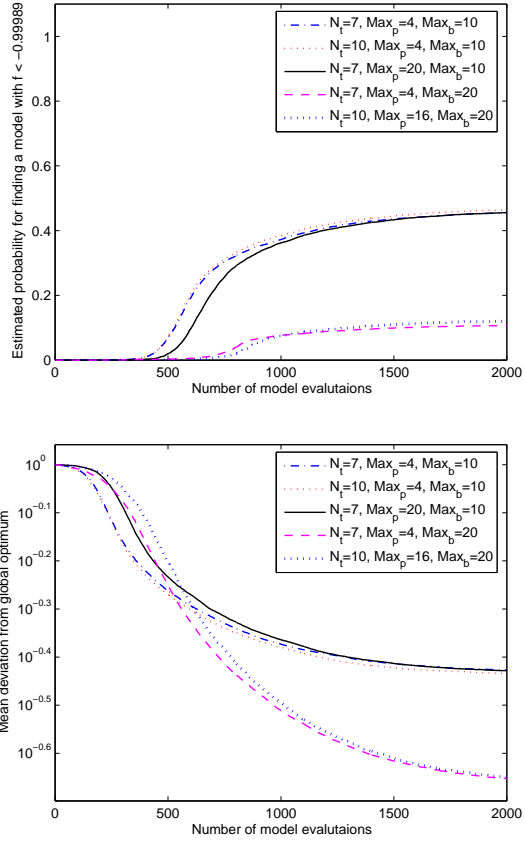 Estimated probability for finding a model with f < −0.99989
1
0.8
0.6
0.4
0.2
0
0 500 1000 1500 2000
Number of model evalutaions
N_t=7, Max_p=4, Max_b=10
N_t=10, Max_p=4, Max_b=10
N_t=7, Max_p=20, Max_b=10
N_t=7, Max_p=4, Max_b=20
N_t=10, Max_p=16, Max_b=20
Mean deviation from global optimum
10^0
10^−0.1
10^−0.2
10^−0.3
10^−0.4
10^−0.5
10^−0.6
0 500 1000 1500 2000
Number of model evalutaions
N_t=7, Max_p=4, Max_b=10
N_t=10, Max_p=4, Max_b=10
N_t=7, Max_p=20, Max_b=10
N_t=7, Max_p=4, Max_b=20
N_t=10, Max_p=16, Max_b=20